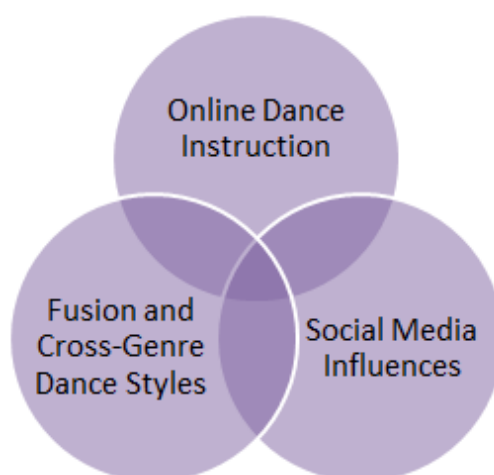 Online Dance
Instruction
Fusion and
Cross-Genre
Dance Styles
Social Media
Influences